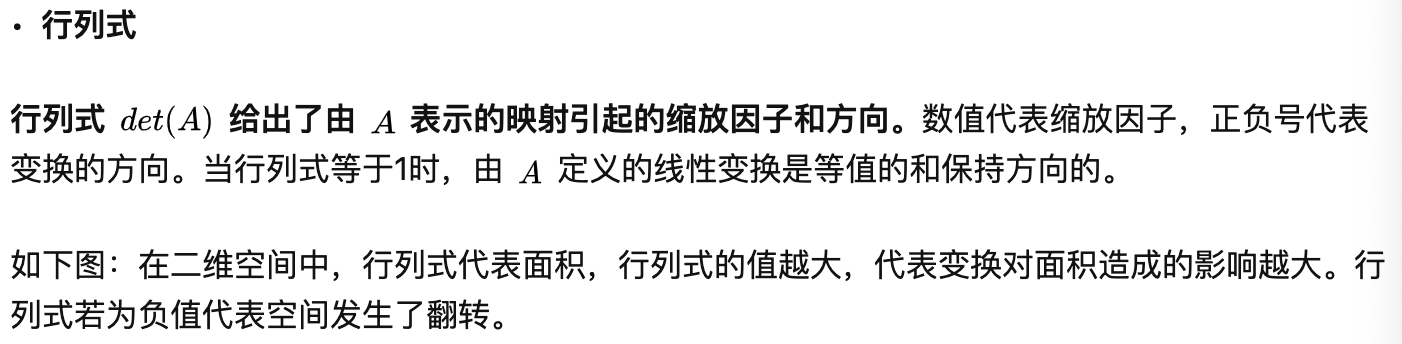 • 行列式
行列式 det(A) 给出了由 A 表示的映射引起的缩放因子和方向。数值代表缩放因子，正负号代表
变换的方向。当行列式等于1时，由 A 定义的线性变换是等值的和保持方向的。
如下图：在二维空间中，行列式代表面积，行列式的值越大，代表变换对面积造成的影响越大。行
列式若为负值代表空间发生了翻转。